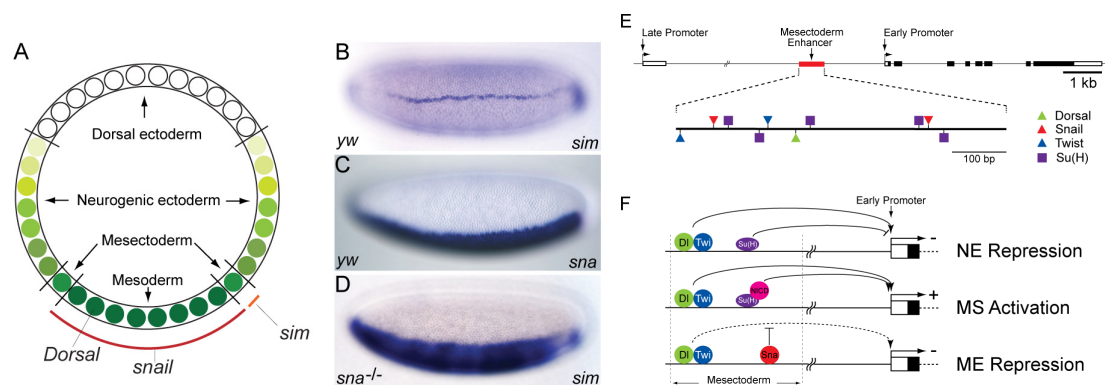 A
Dorsal ectoderm
Neurogenic ectoderm
Mesectoderm
Mesoderm
Dorsal
snail
sim
B
yw
sim
C
yw
sna
D
sna-/-
sim
E
Late Promoter
Mesectoderm
Enhancer
Early Promoter
1 kb
Dorsal
Snail
Twist
Su(H)
100 bp
F
Early Promoter
Dl
Twi
Su(H)
-
NE Repression
Dl
Twi
Su(H)
NICD
+
MS Activation
Dl
Twi
Sna
-
ME Repression
Mesectoderm